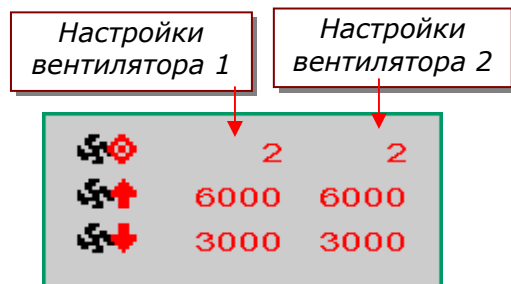 Настройки
вентилятора 1
Настройки
вентилятора 2
2 2
6000 6000
3000 3000